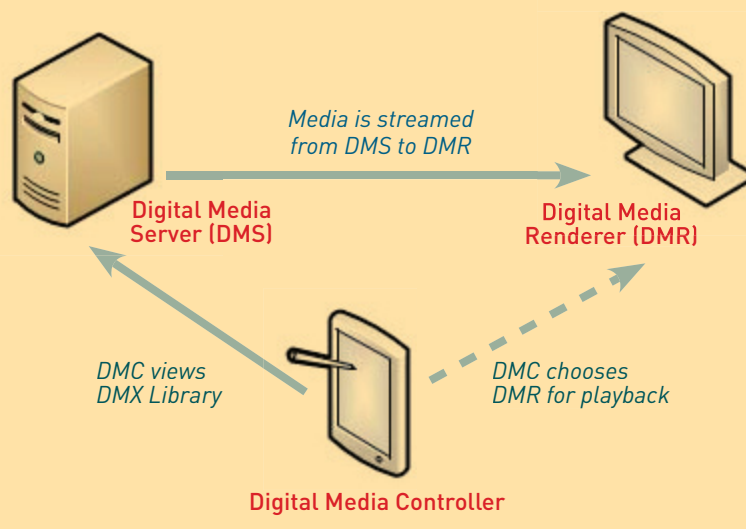 Media is streamed
from DMS to DMR
Digital Media
Server (DMS)
Digital Media
Renderer (DMR)
DMC views
DMX Library
DMC chooses
DMR for playback
Digital Media Controller